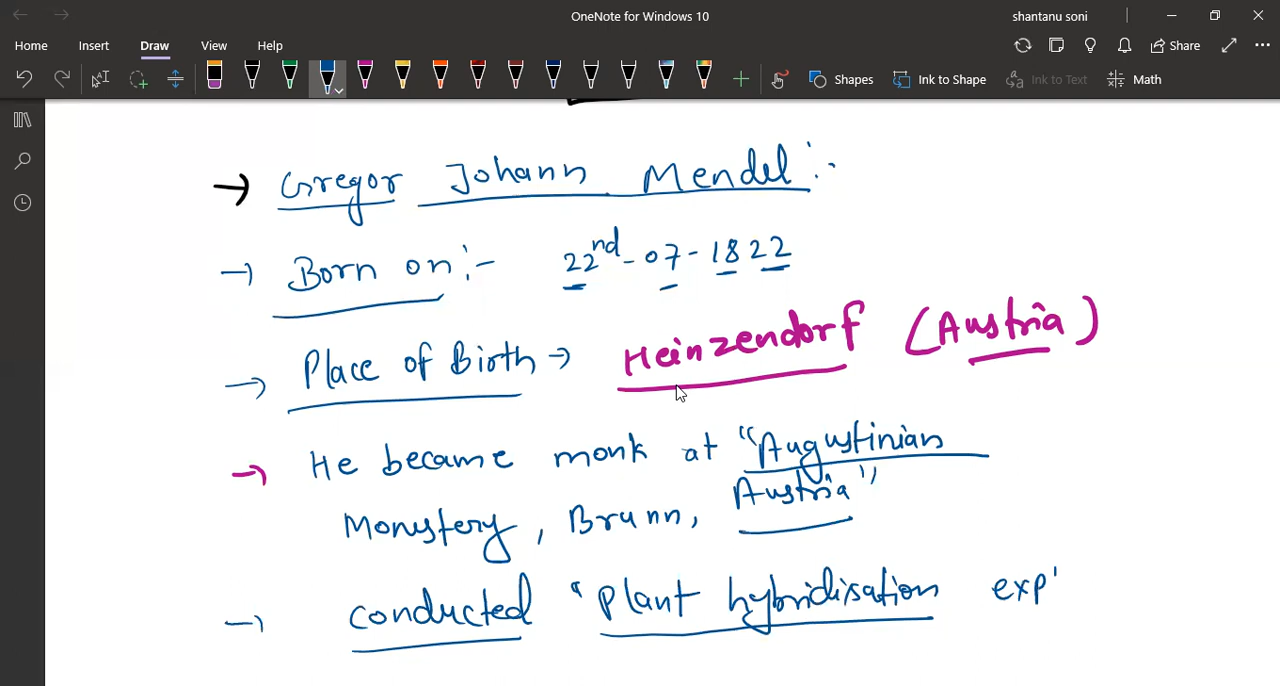 OneNote for Windows 10
shantanu soni
Home Insert Draw View Help
Share
Shapes Ink to Shape Ink to Text Math
→ Gregor Johann Mendel :-
→ Born on :- 22nd - 07 - 1822
→ Place of Birth → Heinzendorf (Austria)
→ He became monk at "Augustinian
Monystery, Brunn, Austria"
→ conducted "Plant hybridisation exp'